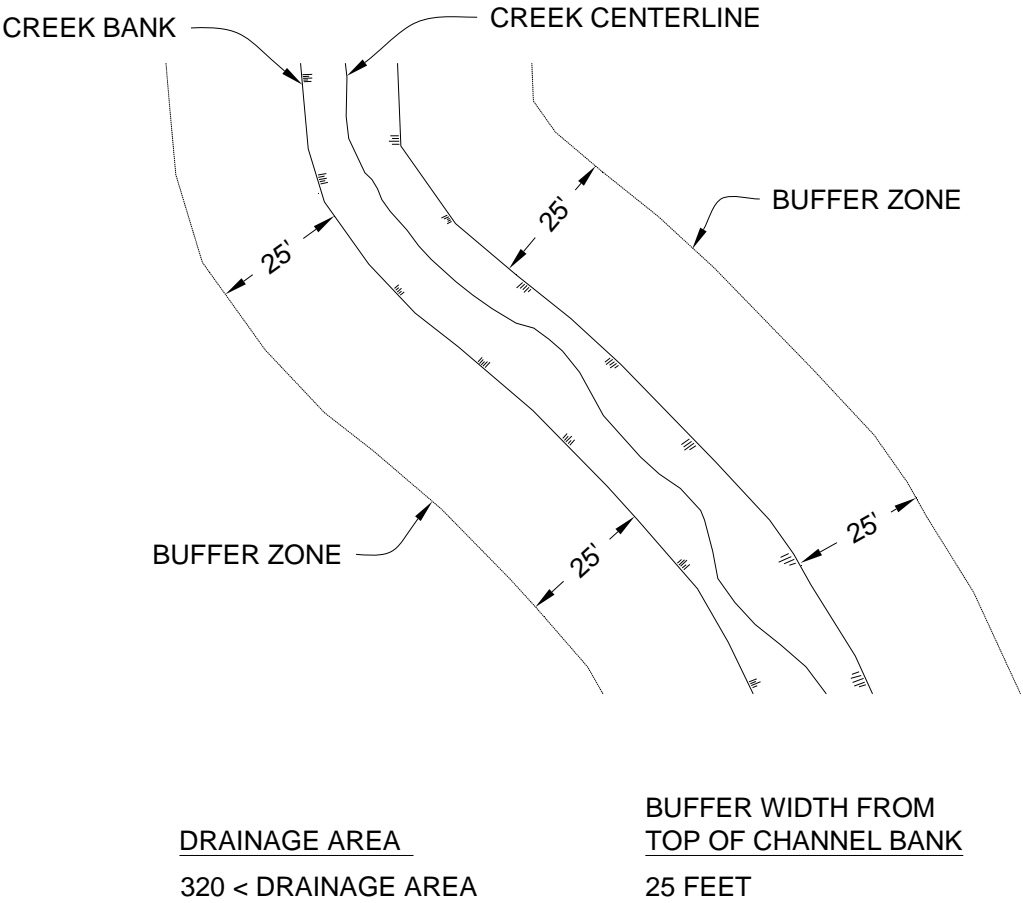 CREEK BANK
CREEK CENTERLINE
25'
BUFFER ZONE
25'
25'
BUFFER ZONE
25'
BUFFER WIDTH FROM
DRAINAGE AREA
TOP OF CHANNEL BANK
320 < DRAINAGE AREA
25 FEET